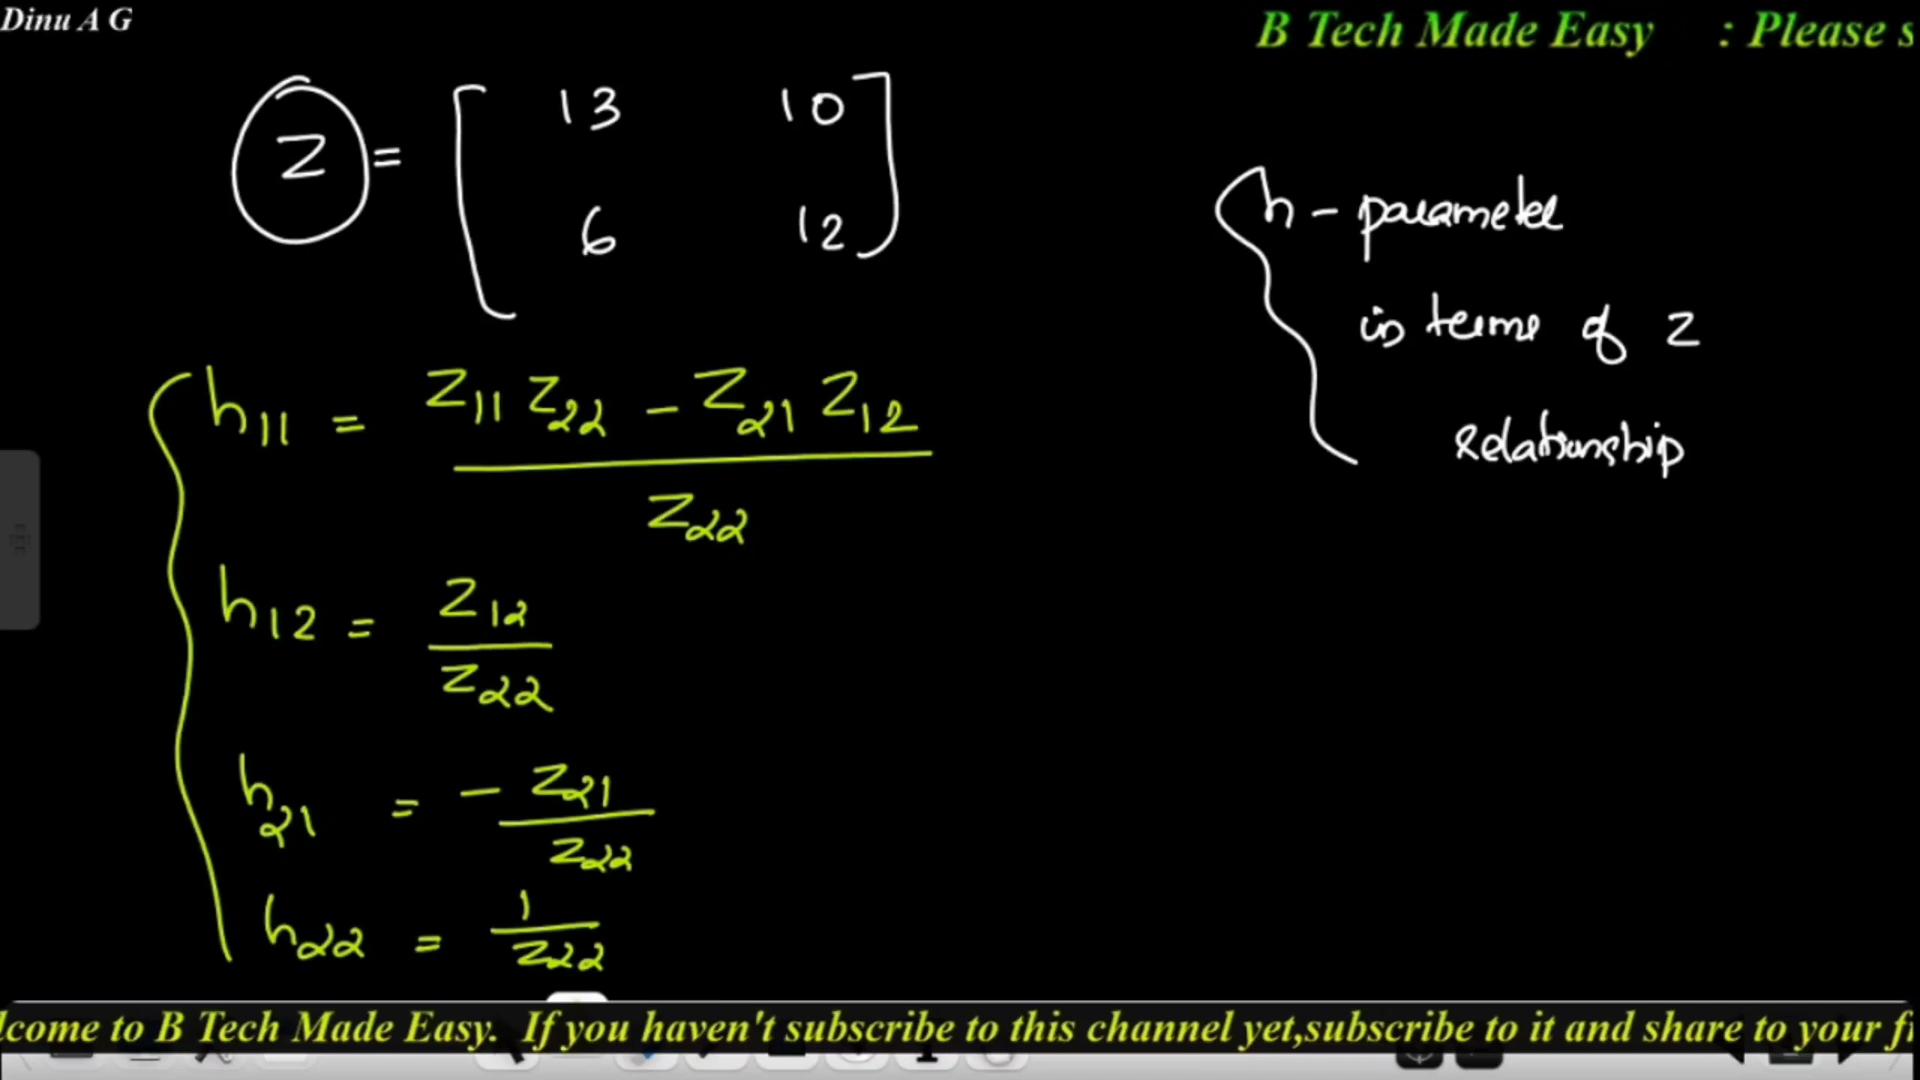 Dinu A G
B Tech Made Easy : Please s
Z = [ 13 10
6 12 ]
h - parameter
in terms of Z
relationship
h11 = Z11 Z22 - Z21 Z12
Z22
h12 = Z12
Z22
h21 = - Z21
Z22
h22 = 1
Z22
lcome to B Tech Made Easy. If you haven't subscribe to this channel yet,subscribe to it and share to your fr